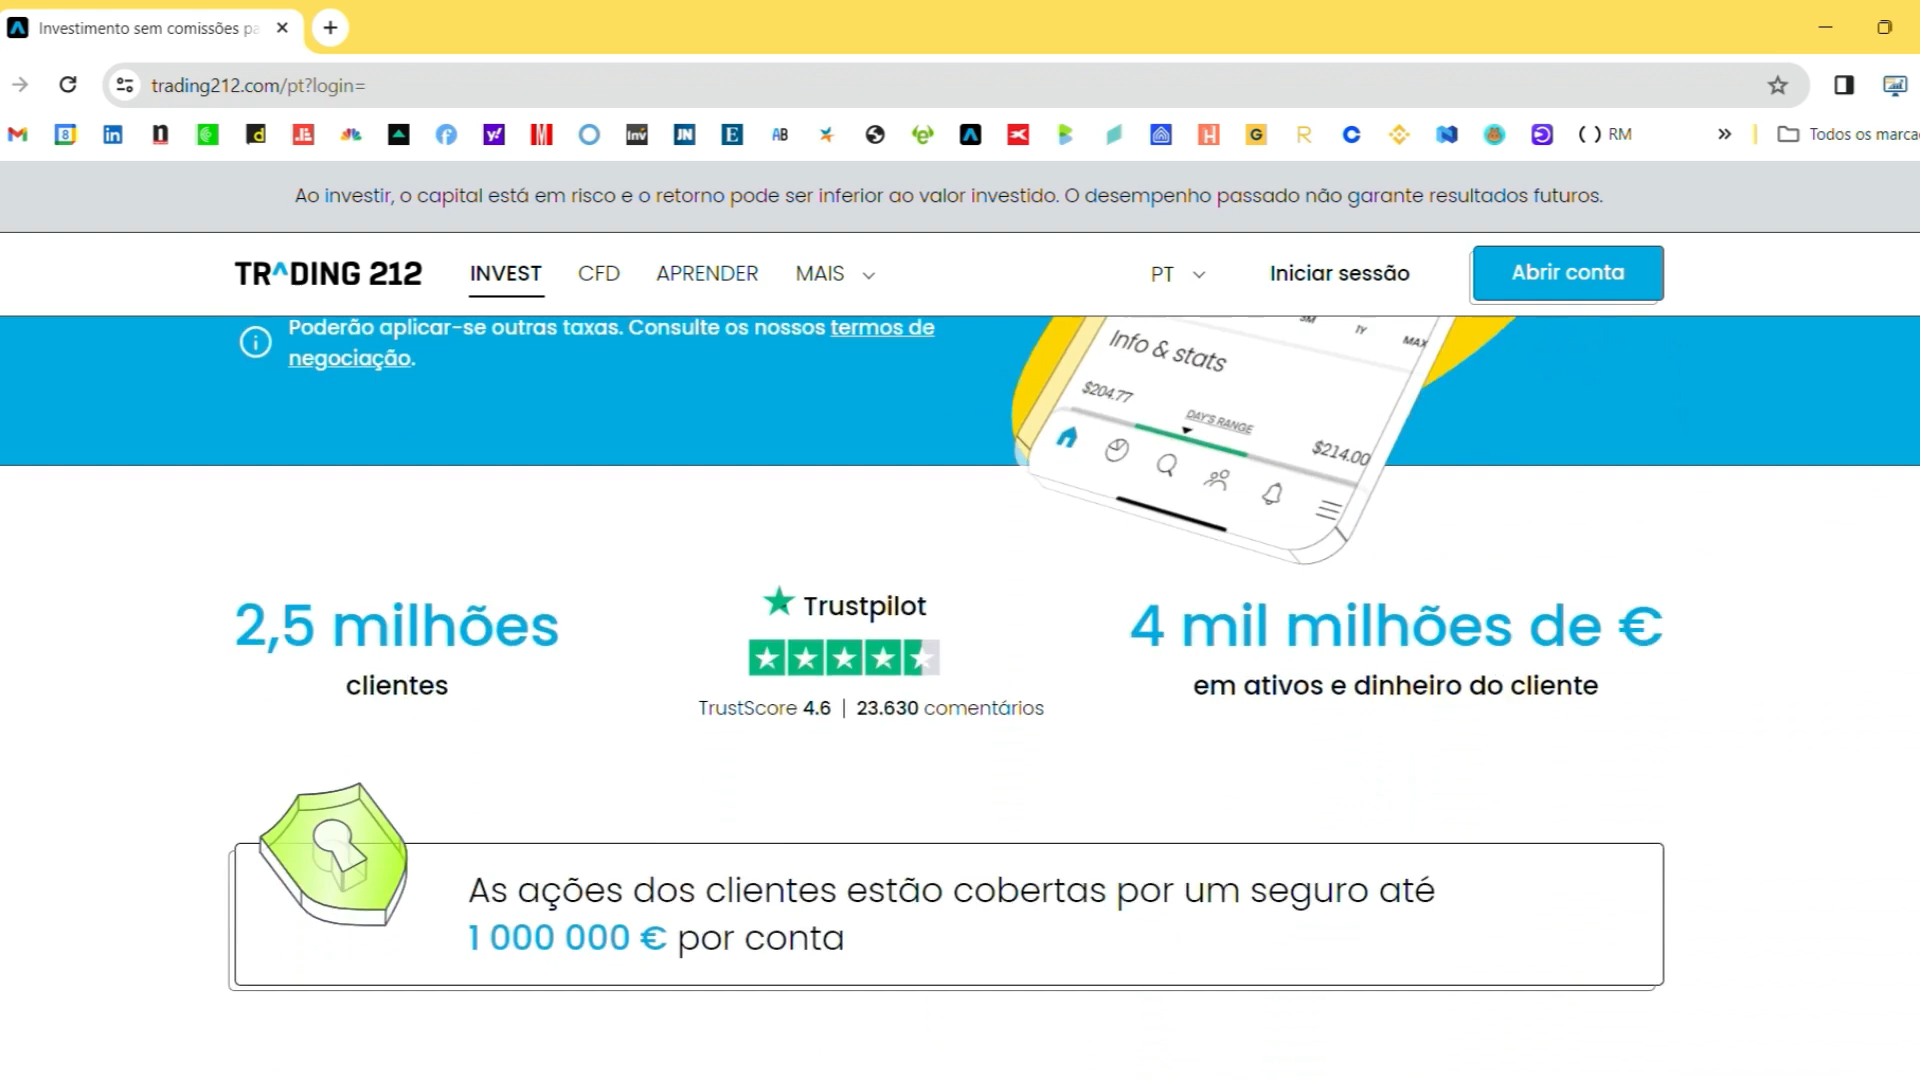 Investimento sem comissões pa
trading212.com/pt?login=
RM
Todos os marca
Ao investir, o capital está em risco e o retorno pode ser inferior ao valor investido. O desempenho passado não garante resultados futuros.
TRADING 212
INVEST
CFD
APRENDER
MAIS
PT
Iniciar sessão
Abrir conta
Poderão aplicar-se outras taxas. Consulte os nossos termos de
negociação.
1Y
MAX
Info & stats
$204.77
DAY'S RANGE
$214.00
2,5 milhões
clientes
Trustpilot
TrustScore 4.6 | 23.630 comentários
4 mil milhões de €
em ativos e dinheiro do cliente
As ações dos clientes estão cobertas por um seguro até
1 000 000 € por conta